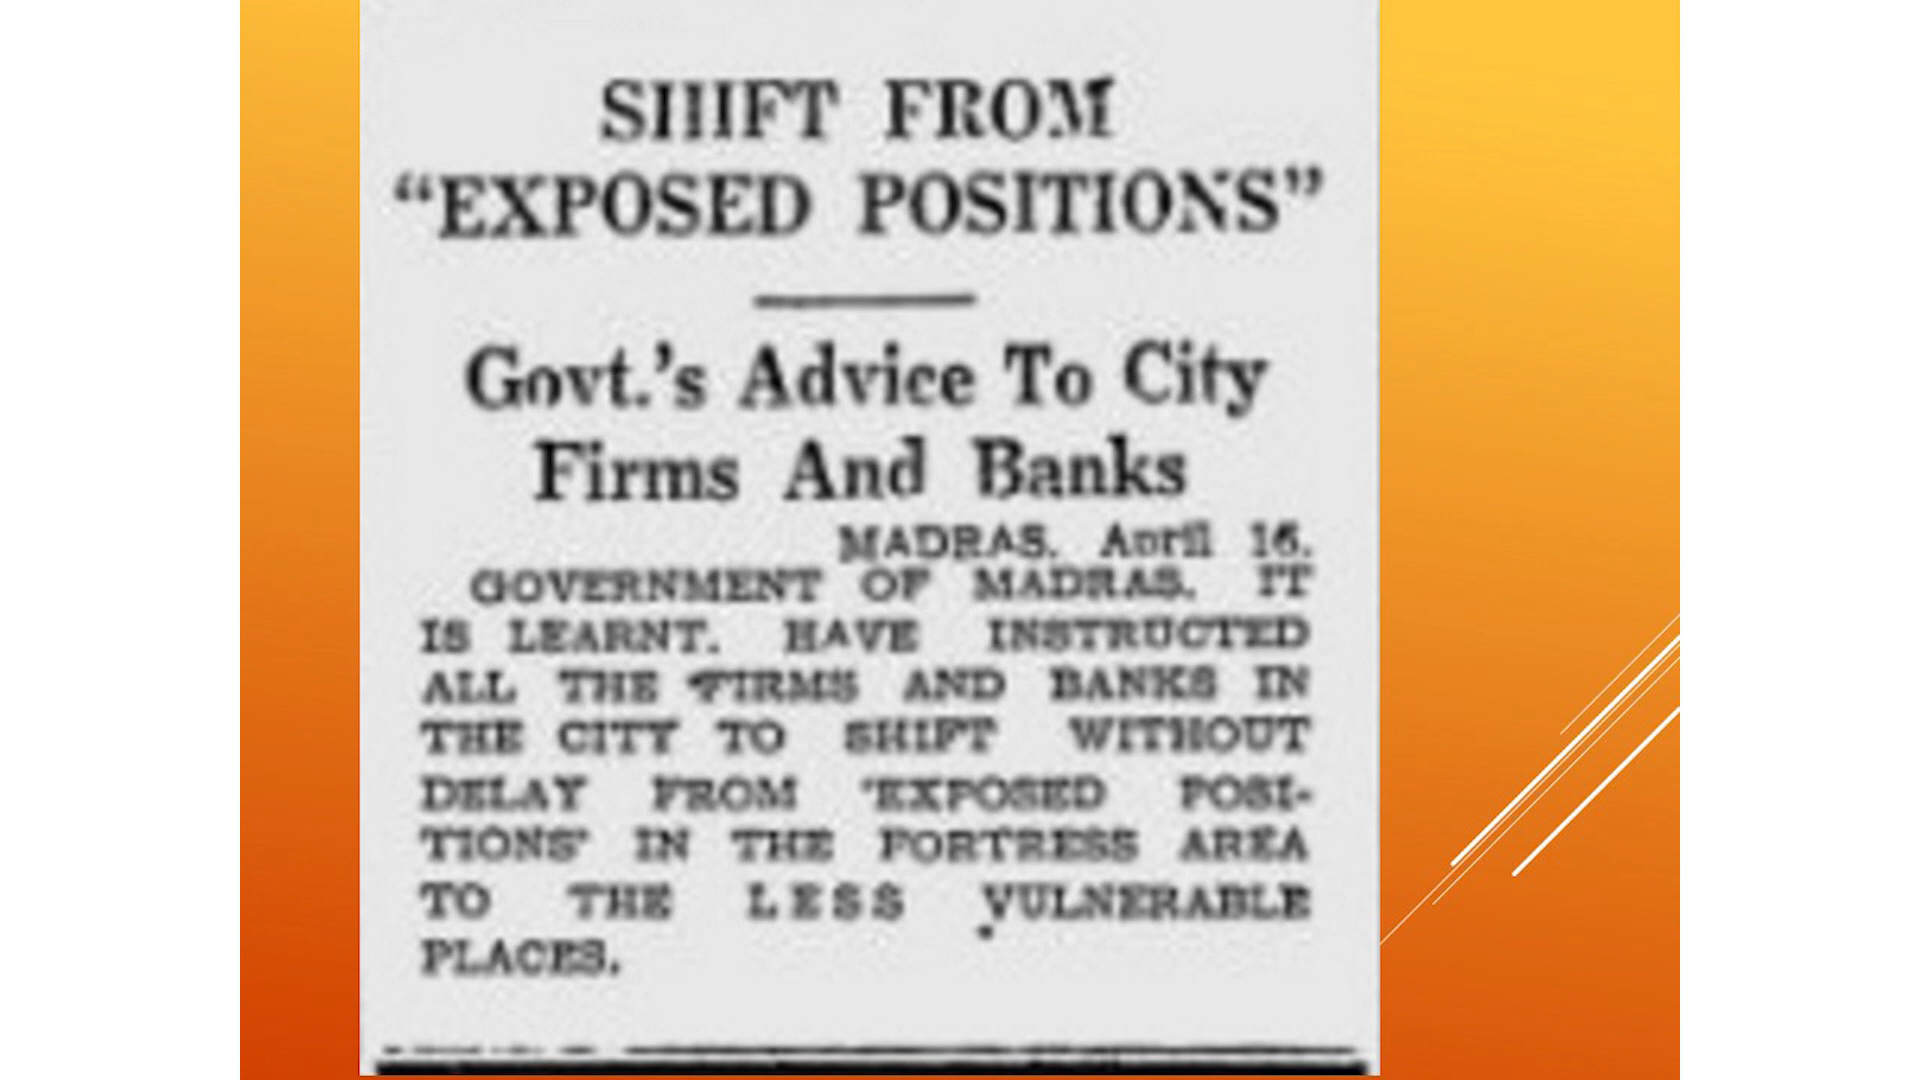 SHIFT FROM
“EXPOSED POSITIONS”
Govt.'s Advice To City
Firms And Banks
MADRAS. April 16.
GOVERNMENT OF MADRAS. IT
IS LEARNT. HAVE INSTRUCTED
ALL THE FIRMS AND BANKS IN
THE CITY TO SHIFT WITHOUT
DELAY FROM 'EXPOSED POSI-
TIONS' IN THE FORTRESS AREA
TO THE LESS VULNERABLE
PLACES.